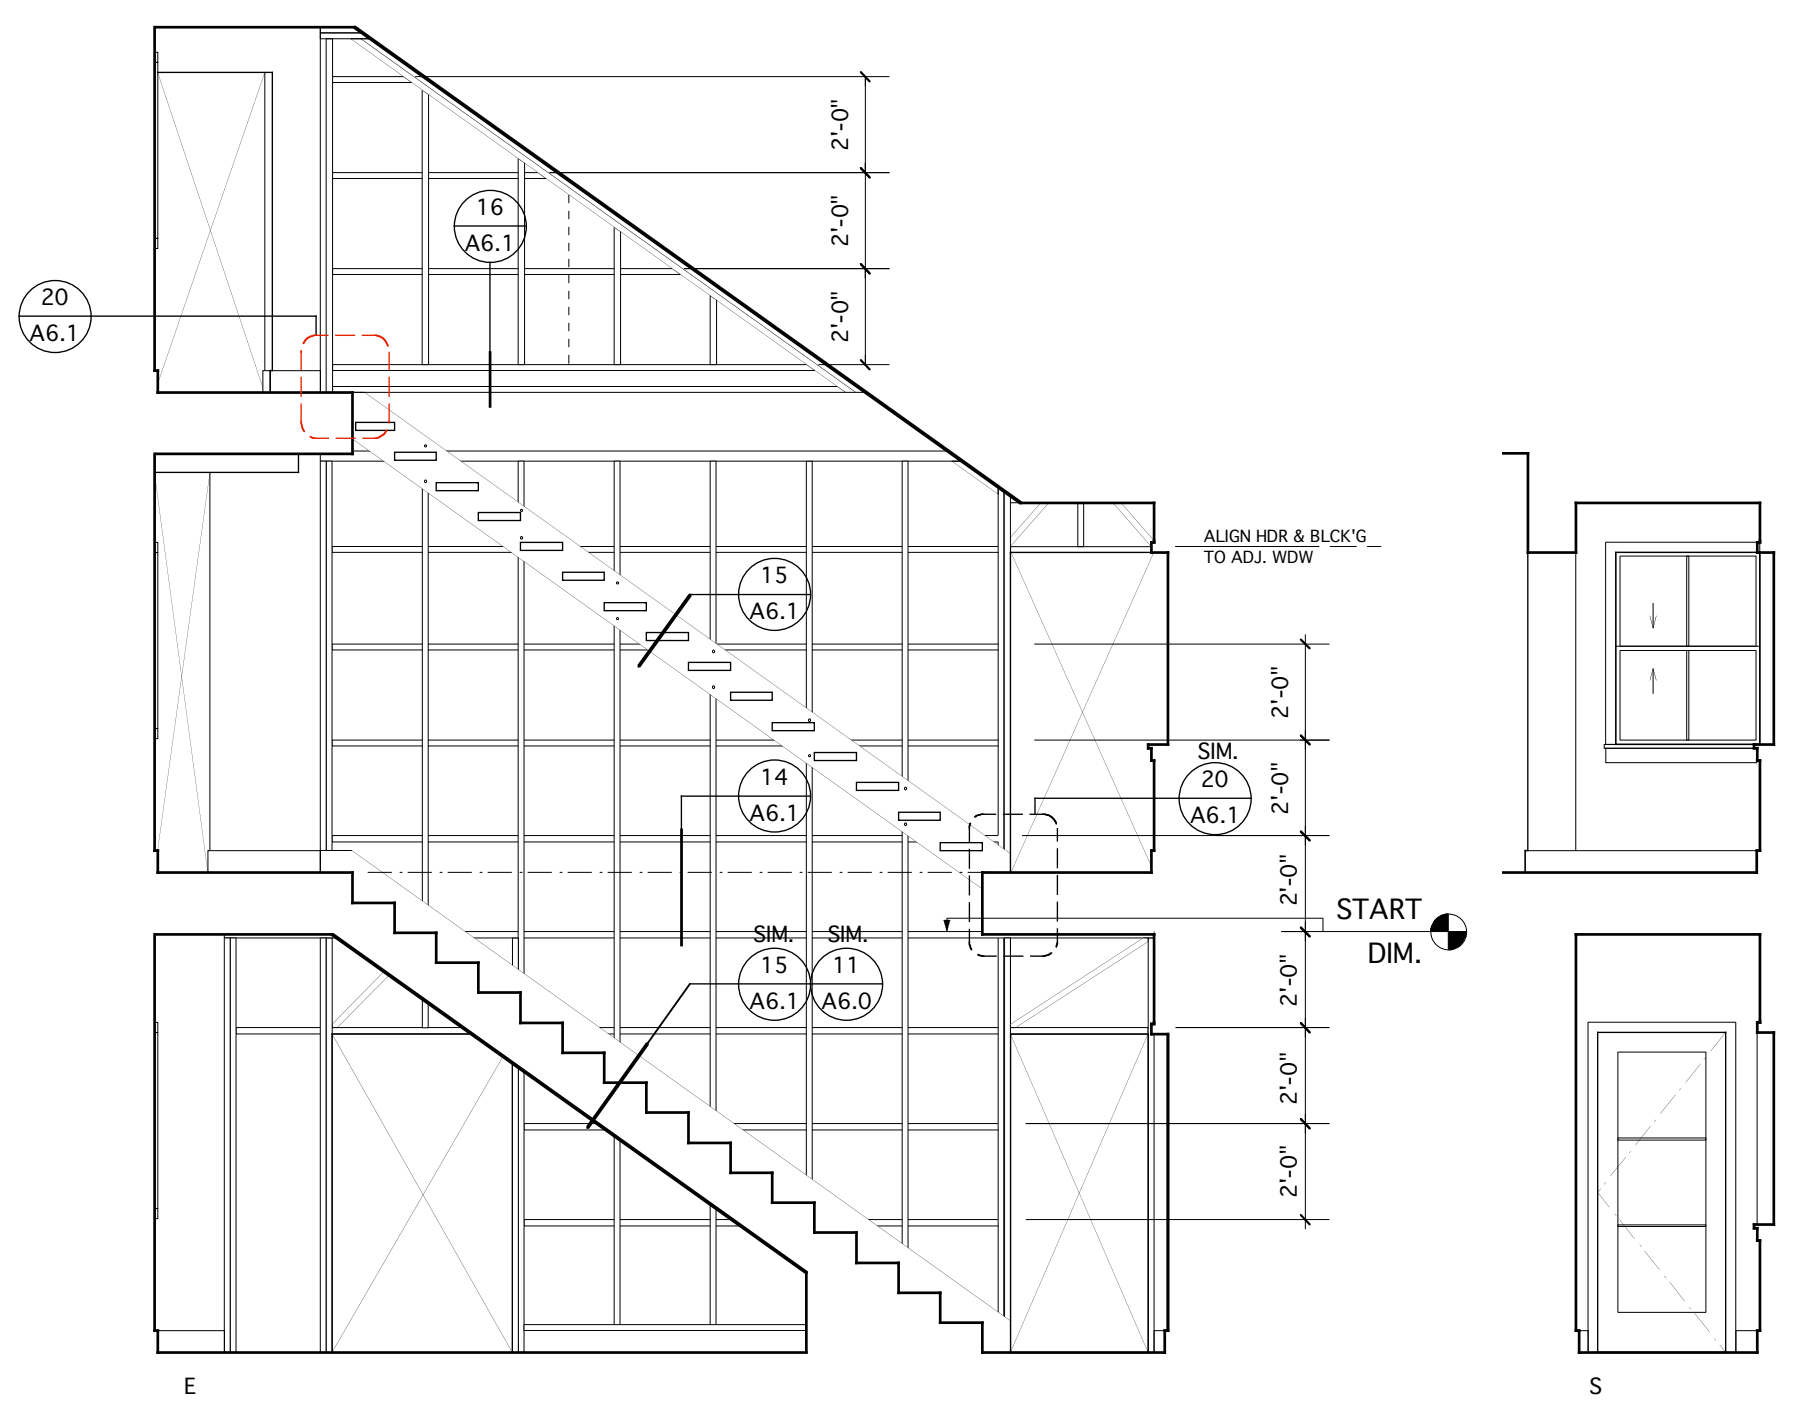 2'-0"
16
A6.1
2'-0"
20
A6.1
2'-0"
ALIGN HDR & BLCK'G
TO ADJ. WDW
15
A6.1
2'-0"
SIM.
14
A6.1
20
A6.1
2'-0"
2'-0"
START
DIM.
SIM.
SIM.
15
A6.1
11
A6.0
2'-0"
2'-0"
2'-0"
E
S